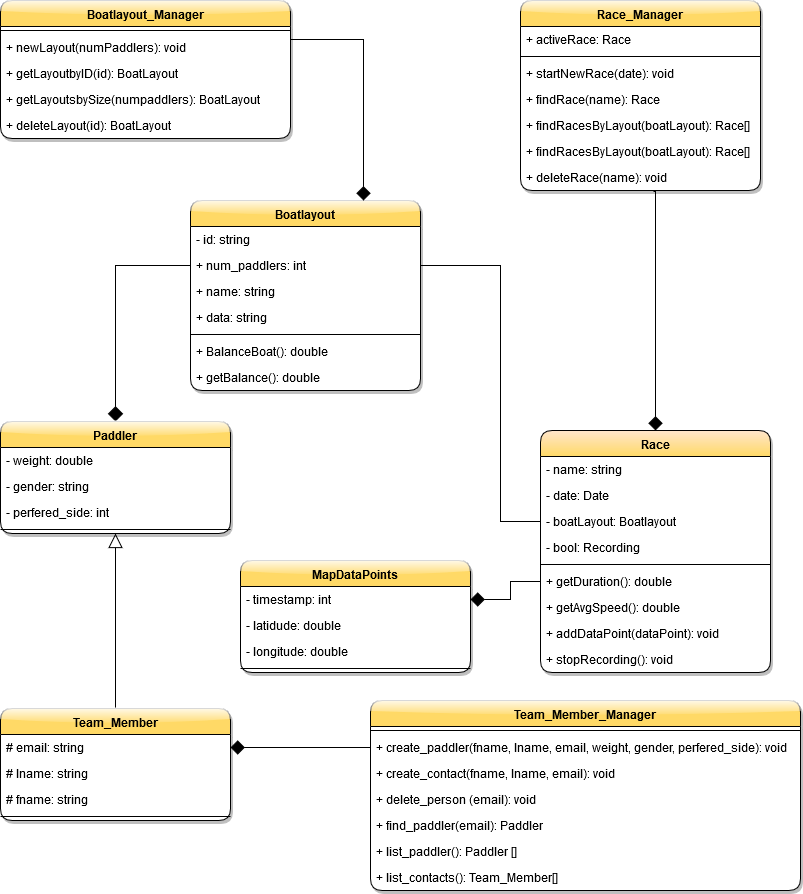 Boatlayout_Manager
+ newLayout(numPaddlers): void
+ getLayoutbyID(id): BoatLayout
+ getLayoutsbySize(numpaddlers): BoatLayout
+ deleteLayout(id): BoatLayout
Race_Manager
+ activeRace: Race
+ startNewRace(date): void
+ findRace(name): Race
+ findRacesByLayout(boatLayout): Race[]
+ findRacesByLayout(boatLayout): Race[]
+ deleteRace(name): void
Boatlayout
- id: string
+ num_paddlers: int
+ name: string
+ data: string
+ BalanceBoat(): double
+ getBalance(): double
Paddler
- weight: double
- gender: string
- perfered_side: int
Race
- name: string
- date: Date
- boatLayout: Boatlayout
- bool: Recording
+ getDuration(): double
+ getAvgSpeed(): double
+ addDataPoint(dataPoint): void
+ stopRecording(): void
MapDataPoints
- timestamp: int
- latidude: double
- longitude: double
Team_Member
# email: string
# lname: string
# fname: string
Team_Member_Manager
+ create_paddler(fname, lname, email, weight, gender, perfered_side): void
+ create_contact(fname, lname, email): void
+ delete_person (email): void
+ find_paddler(email): Paddler
+ list_paddler(): Paddler []
+ list_contacts(): Team_Member[]